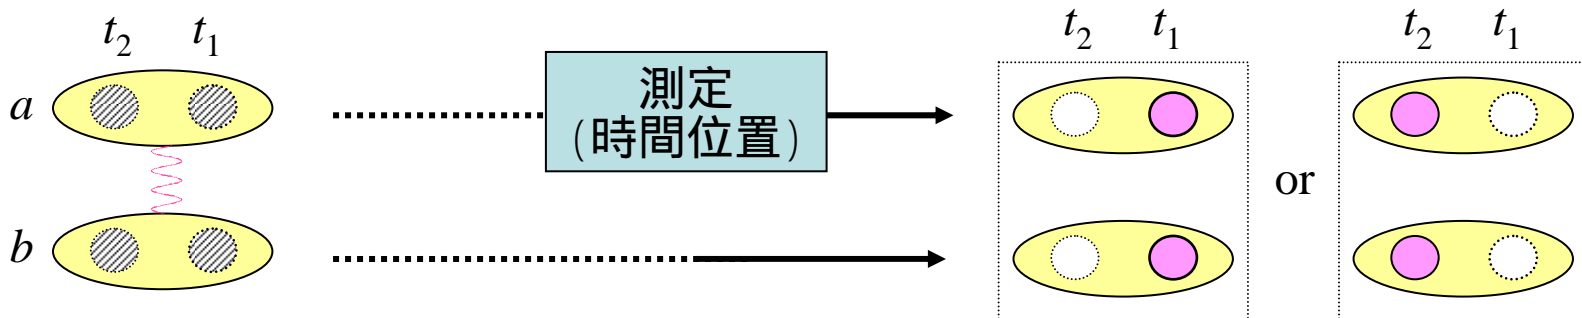 t₂ t₁
a
b
測定
(時間位置)
t₂ t₁
or
t₂ t₁